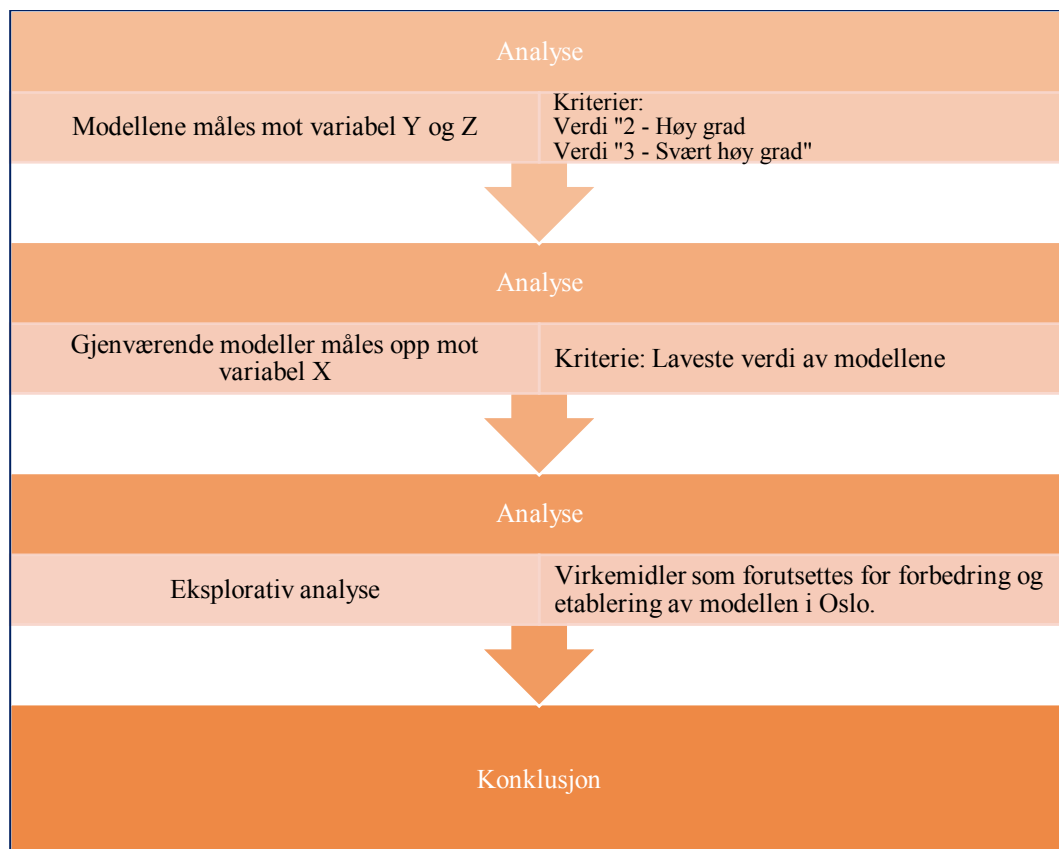 Analyse
Modellene måles mot variabel Y og Z
Kriterier:
Verdi "2 - Høy grad
Verdi "3 - Svært høy grad"
Analyse
Gjenværende modeller måles opp mot
variabel X
Kriterie: Laveste verdi av modellene
Analyse
Eksplorativ analyse
Virkemidler som forutsettes for forbedring og
etablering av modellen i Oslo.
Konklusjon